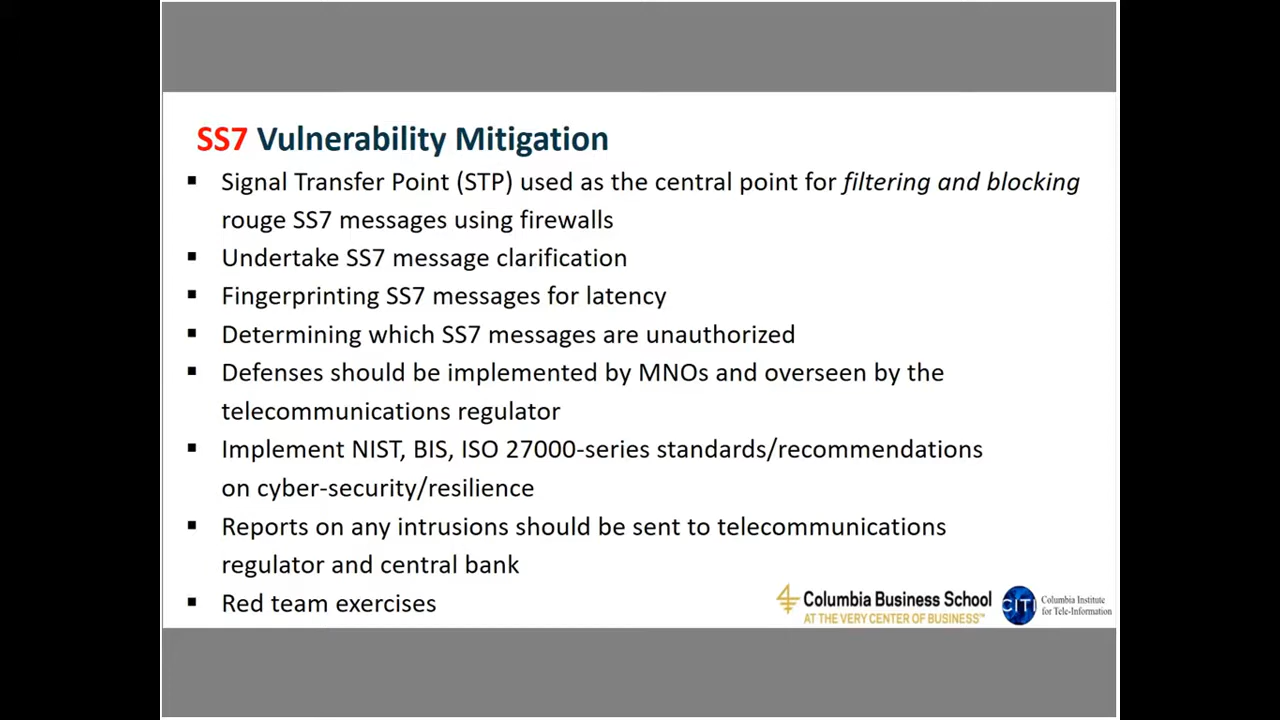 SS7 Vulnerability Mitigation
▪ Signal Transfer Point (STP) used as the central point for filtering and blocking
rouge SS7 messages using firewalls
▪ Undertake SS7 message clarification
▪ Fingerprinting SS7 messages for latency
▪ Determining which SS7 messages are unauthorized
▪ Defenses should be implemented by MNOs and overseen by the
telecommunications regulator
▪ Implement NIST, BIS, ISO 27000-series standards/recommendations
on cyber-security/resilience
▪ Reports on any intrusions should be sent to telecommunications
regulator and central bank
▪ Red team exercises
Columbia Business School
AT THE VERY CENTER OF BUSINESS™
CITI
Columbia Institute
for Tele-Information